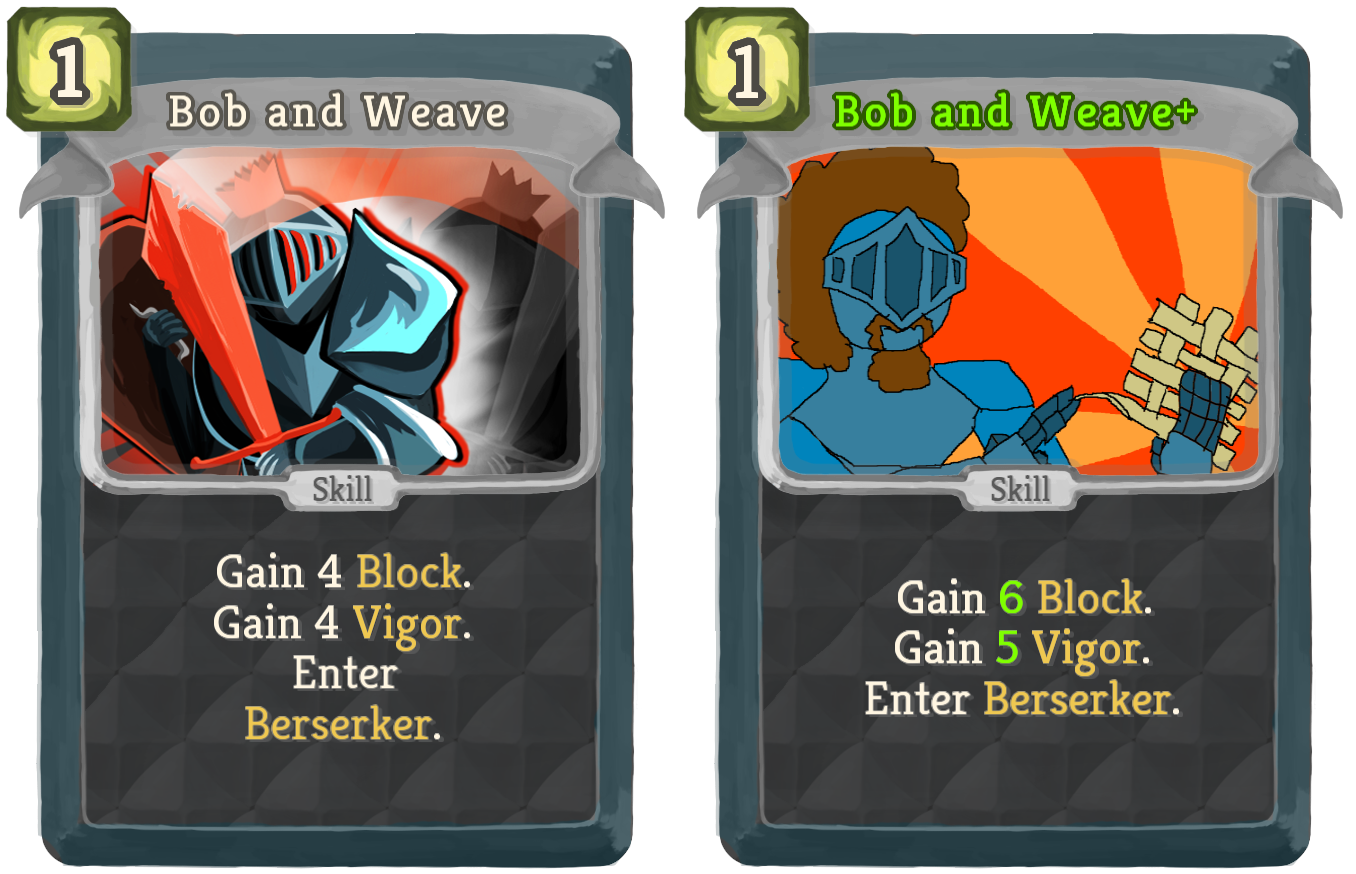 1
Bob and Weave
Skill
Gain 4 Block.
Gain 4 Vigor.
Enter
Berserker.
1
Bob and Weave+
Skill
Gain 6 Block.
Gain 5 Vigor.
Enter Berserker.